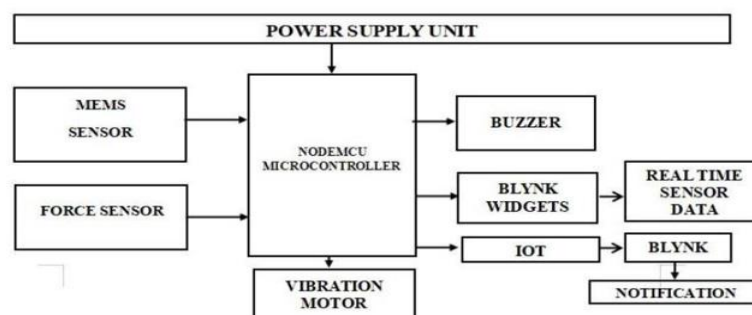 POWER SUPPLY UNIT
MEMS
SENSOR
FORCE SENSOR
NODEMCU
MICROCONTROLLER
BUZZER
BLYNK
WIDGETS
REAL TIME
SENSOR
DATA
IOT
BLYNK
NOTIFICATION
VIBRATION
MOTOR